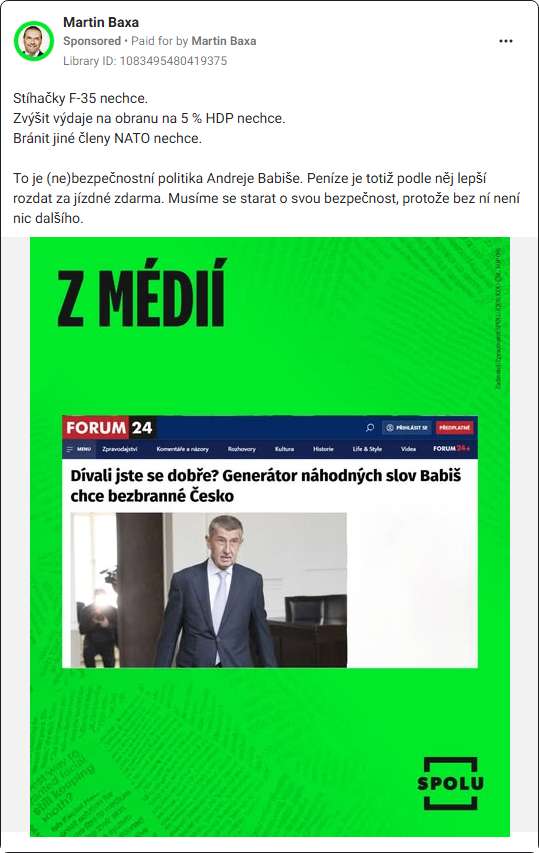 Martin Baxa
Sponsored • Paid for by Martin Baxa
Library ID: 1083495480419375
Stíhačky F-35 nechce.
Zvýšit výdaje na obranu na 5 % HDP nechce.
Bránit jiné členy NATO nechce.
To je (ne)bezpečnostní politika Andreje Babiše. Peníze je totiž podle něj lepší
rozdat za jízdné zdarma. Musíme se starat o svou bezpečnost, protože bez ní není
nic dalšího.
Z MÉDIÍ
FORUM 24
PŘIHLÁSIT SE
PŘEDPLATNÉ
MENU
Zpravodajství
Komentáře a názory
Rozhovory
Kultura
Historie
Life & Style
Videa
FORUM 24+
Dívali jste se dobře? Generátor náhodných slov Babiš
chce bezbranné Česko
SPOLU